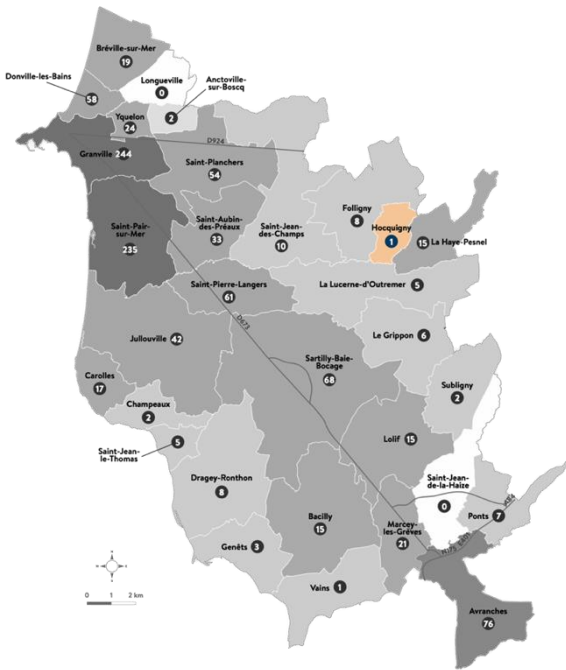 Bréville-sur-Mer
19
Donville-les-Bains
58
Longueville
0
Anctoville-
sur-Boscq
2
Yquelon
24
D924
Granville 244
Saint-Planchers
54
Saint-Pair-
sur-Mer
235
Saint-Aubin-
des-Préaux
33
Saint-Jean-
des-Champs
10
Folligny
8
Hocquigny
1
15 La Haye-Pesnel
Saint-Pierre-Langers
61
La Lucerne-d'Outremer
5
D673
Jullouville 42
Le Grippon
6
Sartilly-Baie-
Bocage
68
Carolles
17
Champeaux
2
Subligny
2
Saint-Jean-
le-Thomas
5
Lolif 15
Dragey-Ronthon
8
Saint-Jean-
de-la-Haize
0
Bacilly
15
Marcey-
les-Grèves
21
Ponts 7
A84
N175 E401
Genêts 3
Vains 1
Avranches
76
0 1 2 km